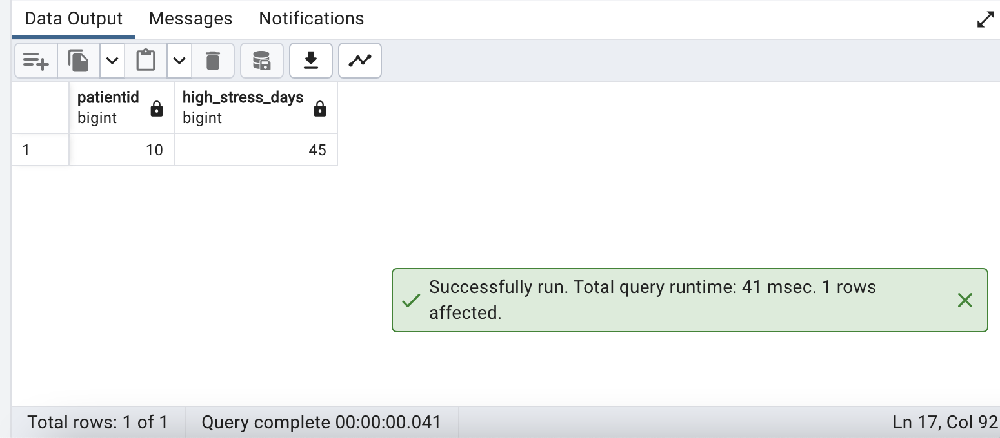 Data Output Messages Notifications
patientid high_stress_days
bigint bigint
1 10 45
Successfully run. Total query runtime: 41 msec. 1 rows
affected.
Total rows: 1 of 1 Query complete 00:00:00.041 Ln 17, Col 92